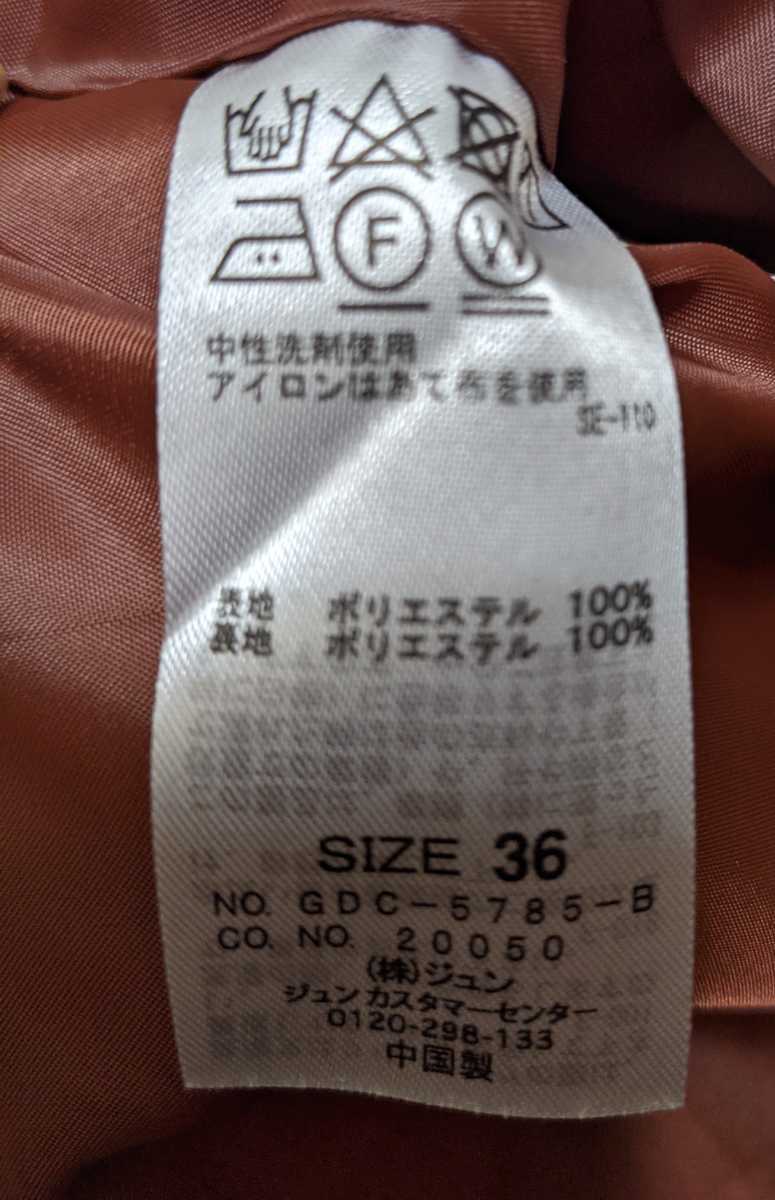 F W
中性洗剤使用
アイロンはあて布を使用
SE-110
表地 ポリエステル 100%
裏地 ポリエステル 100%
SIZE 36
NO. GDC-5785-B
CO. NO. 20050
(株)ジュン
ジュンカスタマーセンター
0120-298-133
中国製